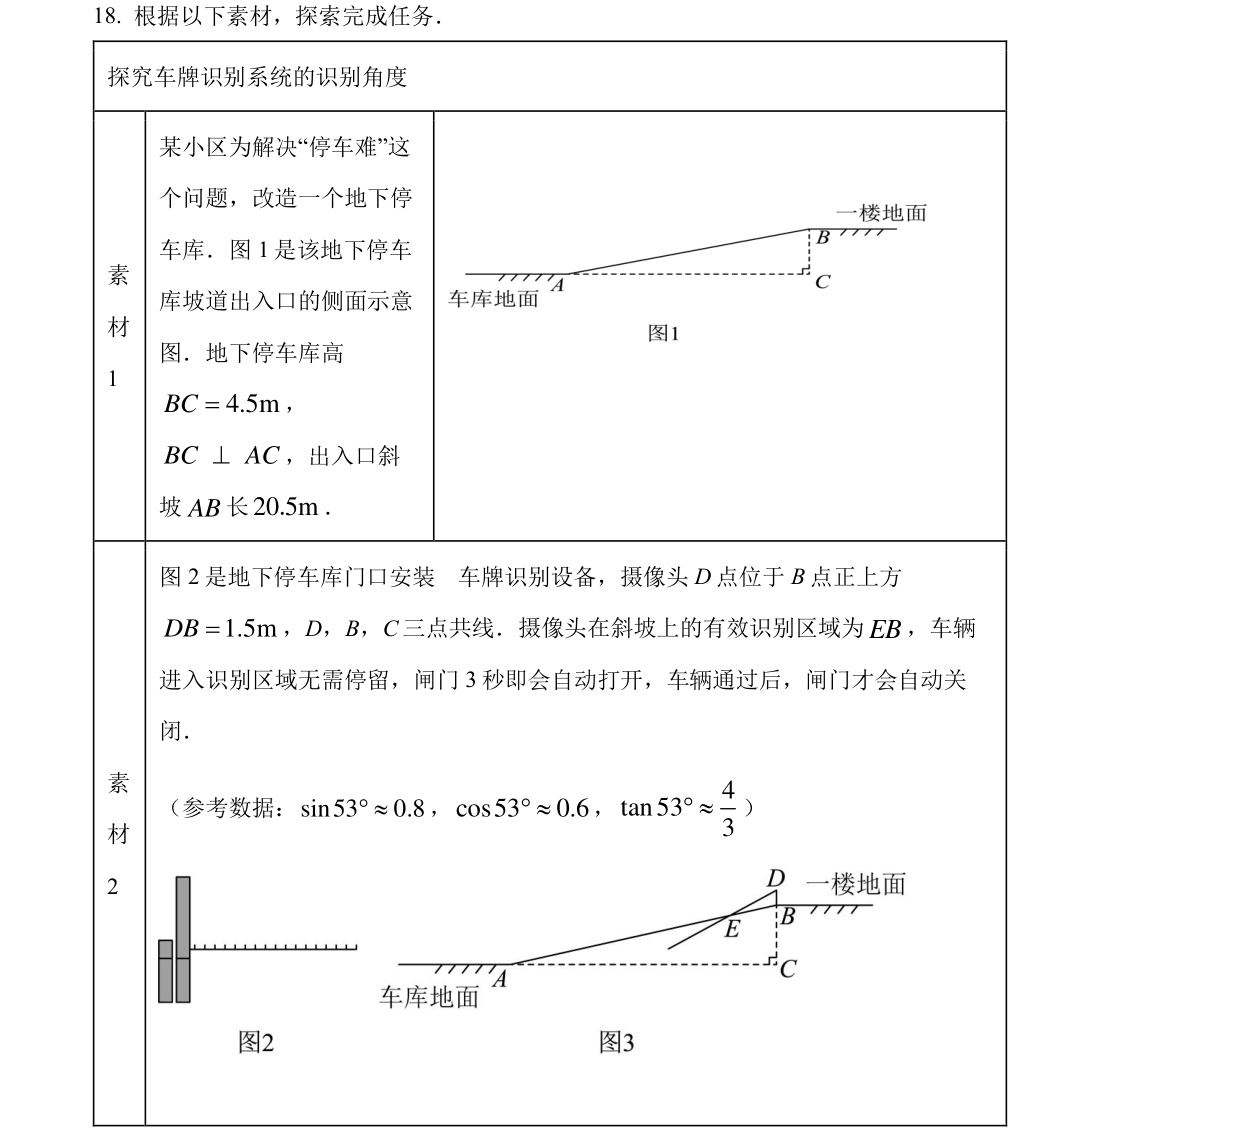 18. 根据以下素材，探索完成任务．
探究车牌识别系统的识别角度
素材1
某小区为解决“停车难”这
个问题，改造一个地下停
车库．图 1 是该地下停车
库坡道出入口的侧面示意
图．地下停车库高
BC = 4.5m，
BC ⊥ AC，出入口斜
坡 AB 长 20.5m．
一楼地面
B
A
C
车库地面
图1
素材2
图 2 是地下停车库门口安装 车牌识别设备，摄像头 D 点位于 B 点正上方
DB = 1.5m，D，B，C 三点共线．摄像头在斜坡上的有效识别区域为 EB，车辆
进入识别区域无需停留，闸门 3 秒即会自动打开，车辆通过后，闸门才会自动关
闭．
（参考数据：sin 53° ≈ 0.8，cos 53° ≈ 0.6，tan 53° ≈ 4/3）
D 一楼地面
B
E
A
C
车库地面
图2
图3